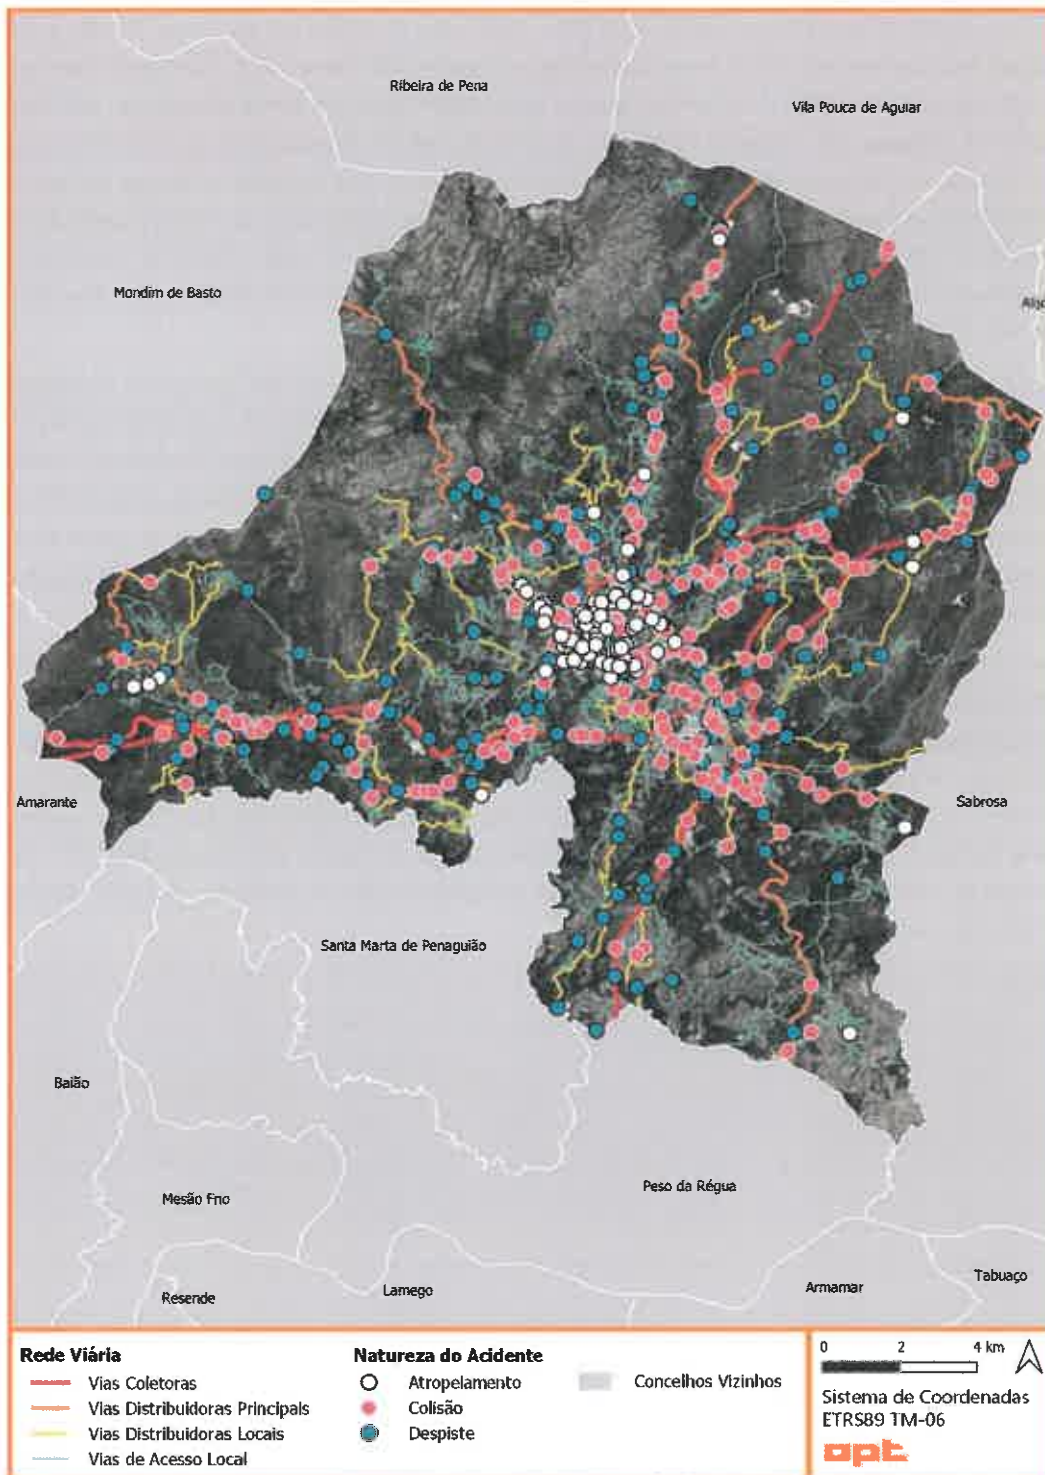 Ribeira de Pena
Vila Pouca de Aguiar
Mondim de Basto
Alijó
Amarante
Sabrosa
Santa Marta de Penaguião
Baião
Mesão Frio
Peso da Régua
Resende
Lamego
Armamar
Tabuaço
Rede Viária
Vias Coletoras
Vias Distribuidoras Principais
Vias Distribuidoras Locais
Vias de Acesso Local
Natureza do Acidente
Atropelamento
Colisão
Despiste
Concelhos Vizinhos
0 2 4 km
Sistema de Coordenadas
ETRS89 TM-06
opt